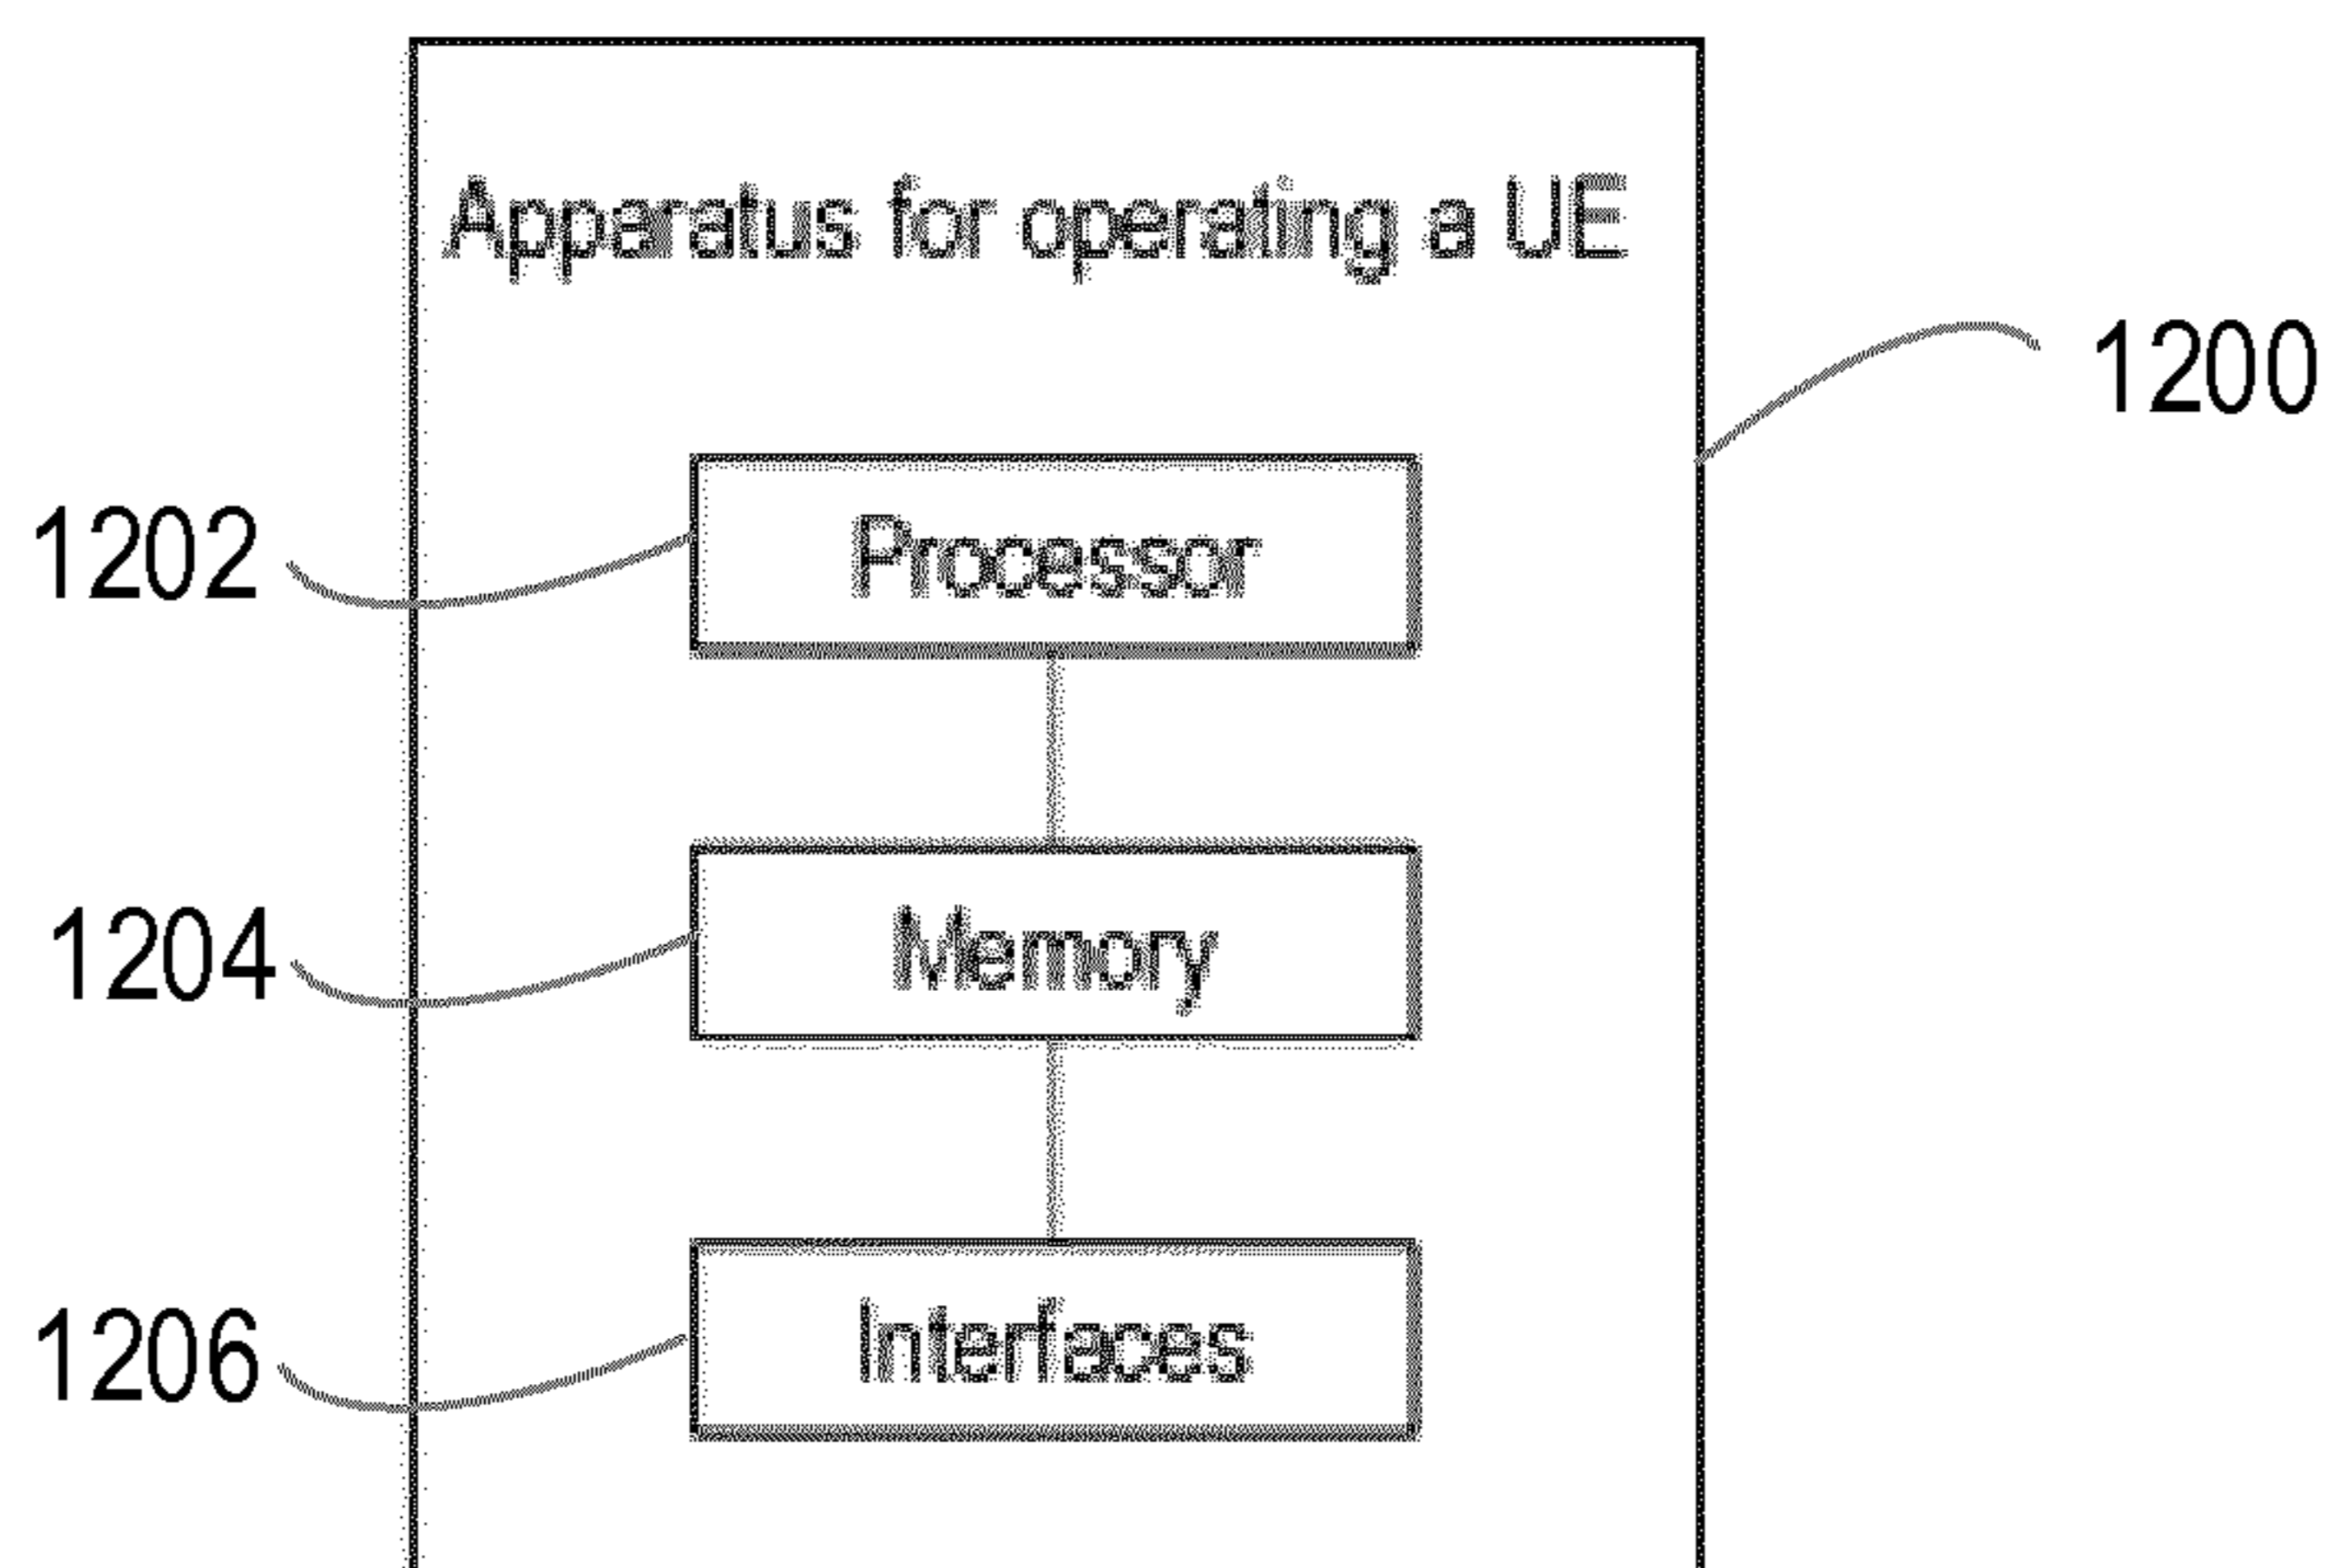 Apparatus for operating a UE
1200
1202
Processor
1204
Memory
1206
Interfaces